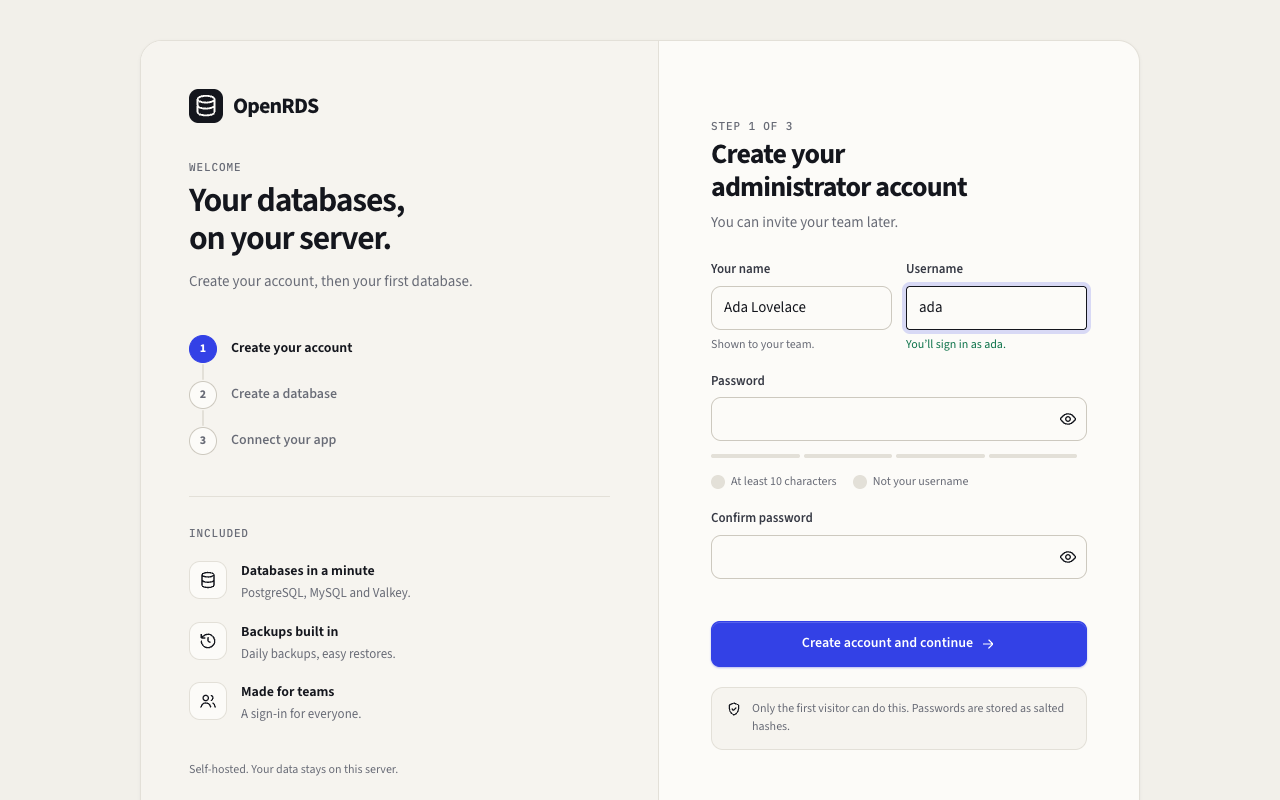 OpenRDS
WELCOME
Your databases,
on your server.
Create your account, then your first database.
1 Create your account
2 Create a database
3 Connect your app
INCLUDED
Databases in a minute
PostgreSQL, MySQL and Valkey.
Backups built in
Daily backups, easy restores.
Made for teams
A sign-in for everyone.
Self-hosted. Your data stays on this server.
STEP 1 OF 3
Create your
administrator account
You can invite your team later.
Your name Username
Ada Lovelace ada
Shown to your team. You’ll sign in as ada.
Password
At least 10 characters Not your username
Confirm password
Create account and continue →
Only the first visitor can do this. Passwords are stored as salted
hashes.